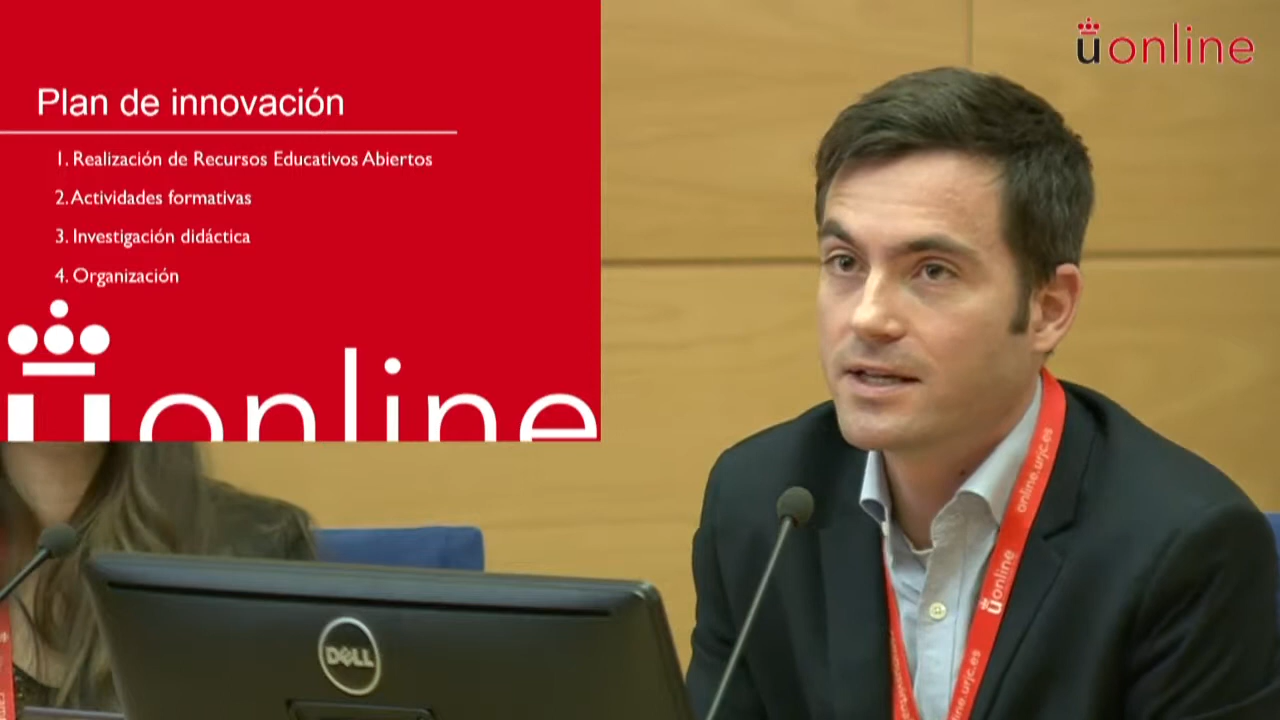 Plan de innovación
1. Realización de Recursos Educativos Abiertos
2. Actividades formativas
3. Investigación didáctica
4. Organización
uonline
uonline
online.urjc.es
uonline
DELL